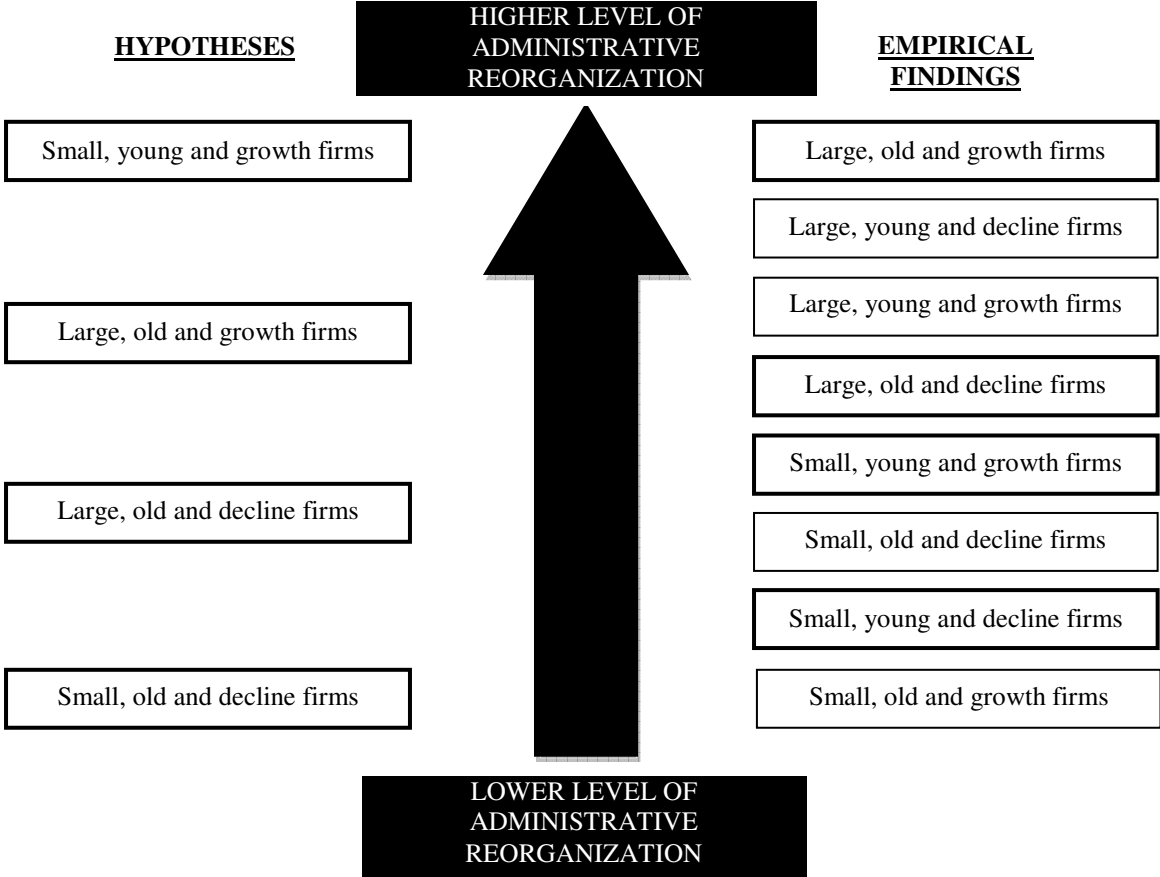 HYPOTHESES
HIGHER LEVEL OF
ADMINISTRATIVE
REORGANIZATION
EMPIRICAL
FINDINGS
Small, young and growth firms
Large, old and growth firms
Large, old and decline firms
Small, old and decline firms
Large, old and growth firms
Large, young and decline firms
Large, young and growth firms
Large, old and decline firms
Small, young and growth firms
Small, old and decline firms
Small, young and decline firms
Small, old and growth firms
LOWER LEVEL OF
ADMINISTRATIVE
REORGANIZATION